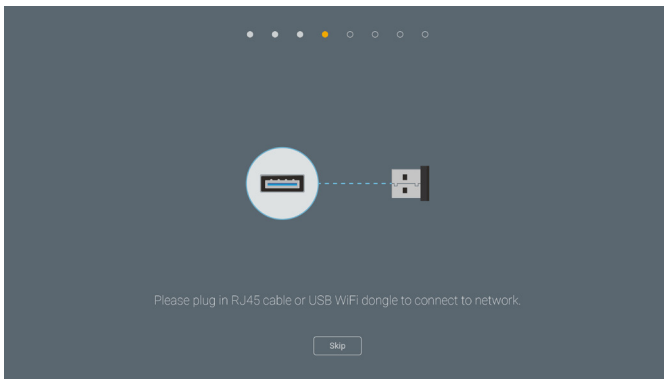 Please plug in RJ45 cable or USB WiFi dongle to connect to network.
Skip